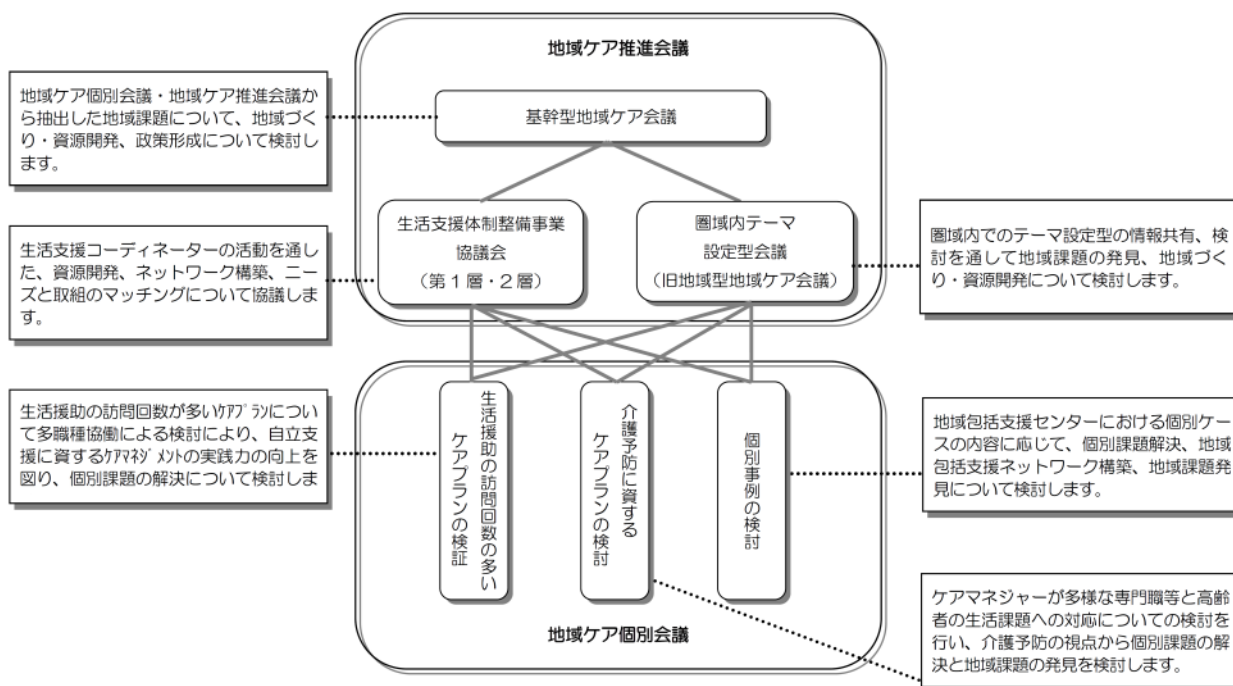 地域ケア推進会議
地域ケア個別会議・地域ケア推進会議か
ら抽出した地域課題について、地域づく
り・資源開発、政策形成について検討し
ます。
基幹型地域ケア会議
生活支援体制整備事業
協議会
（第１層・２層）
圏域内テーマ
設定型会議
（旧地域型地域ケア会議）
生活支援コーディネーターの活動を通し
た、資源開発、ネットワーク構築、ニー
ズと取組のマッチングについて協議しま
す。
圏域内でのテーマ設定型の情報共有、検
討を通して地域課題の発見、地域づく
り・資源開発について検討します。
生活援助の訪問回数が多いｹｱﾌﾟﾗﾝについ
て多職種協働による検討により、自立支
援に資するｹｱﾏﾈｼﾞﾒﾝﾄの実践力の向上を
図り、個別課題の解決について検討しま
生活援助の訪問回数の多い
ケアプランの検証
介護予防に資する
ケアプランの検討
個別事例の検討
地域包括支援センターにおける個別ケー
スの内容に応じて、個別課題解決、地域
包括支援ネットワーク構築、地域課題発
見について検討します。
地域ケア個別会議
ケアマネジャーが多様な専門職等と高齢
者の生活課題への対応についての検討を
行い、介護予防の視点から個別課題の解
決と地域課題の発見を検討します。